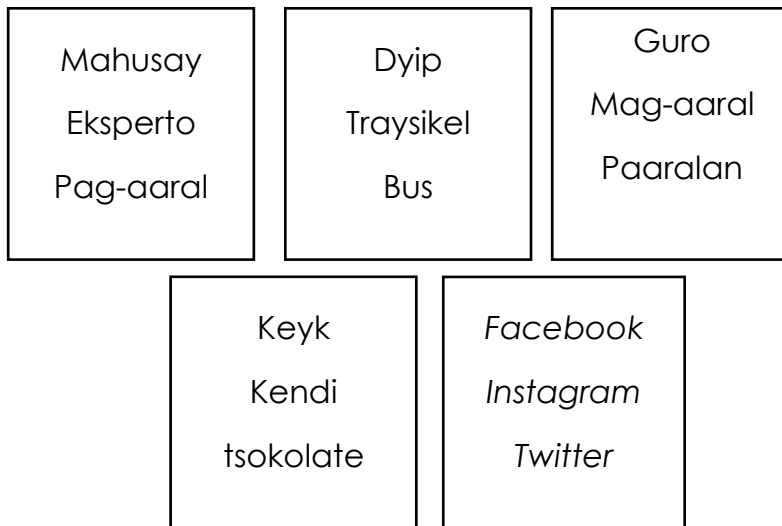 Mahusay
Eksperto
Pag-aaral
Dyip
Traysikel
Bus
Guro
Mag-aaral
Paaralan
Keyk
Kendi
tsokolate
Facebook
Instagram
Twitter